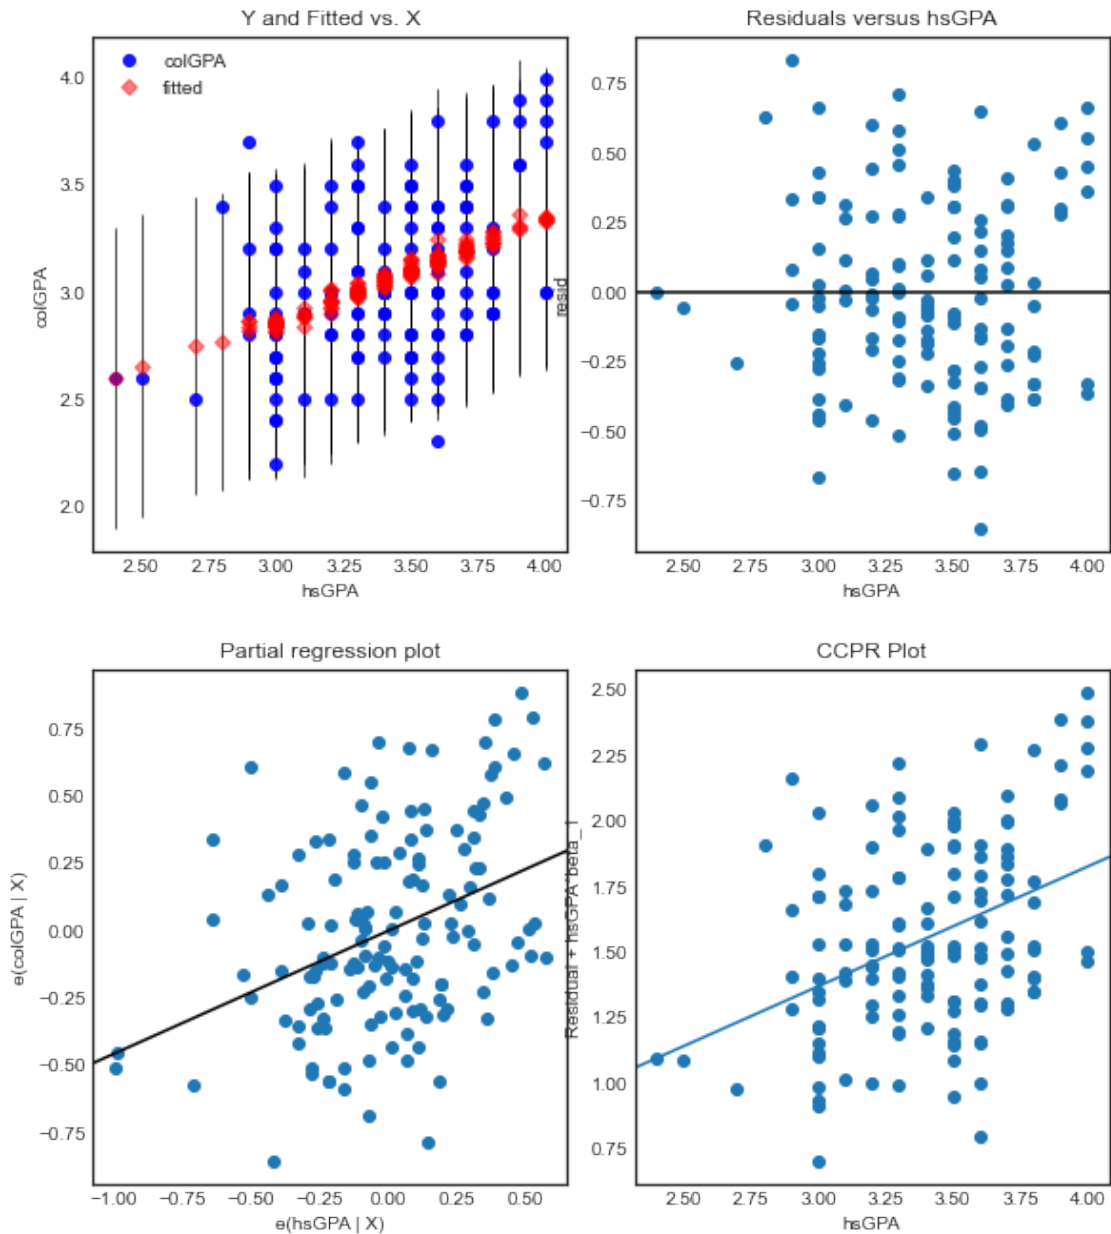 Y and Fitted vs. X
colGPA
fitted
4.0
3.5
3.0
2.5
2.0
colGPA
2.50 2.75 3.00 3.25 3.50 3.75 4.00
hsGPA
Residuals versus hsGPA
0.75
0.50
0.25
0.00
−0.25
−0.50
−0.75
resid
2.50 2.75 3.00 3.25 3.50 3.75 4.00
hsGPA
Partial regression plot
0.75
0.50
0.25
0.00
−0.25
−0.50
−0.75
e(colGPA | X)
−1.00 −0.75 −0.50 −0.25 0.00 0.25 0.50
e(hsGPA | X)
CCPR Plot
2.50
2.25
2.00
1.75
1.50
1.25
1.00
0.75
Residual + hsGPA*beta_1
2.50 2.75 3.00 3.25 3.50 3.75 4.00
hsGPA